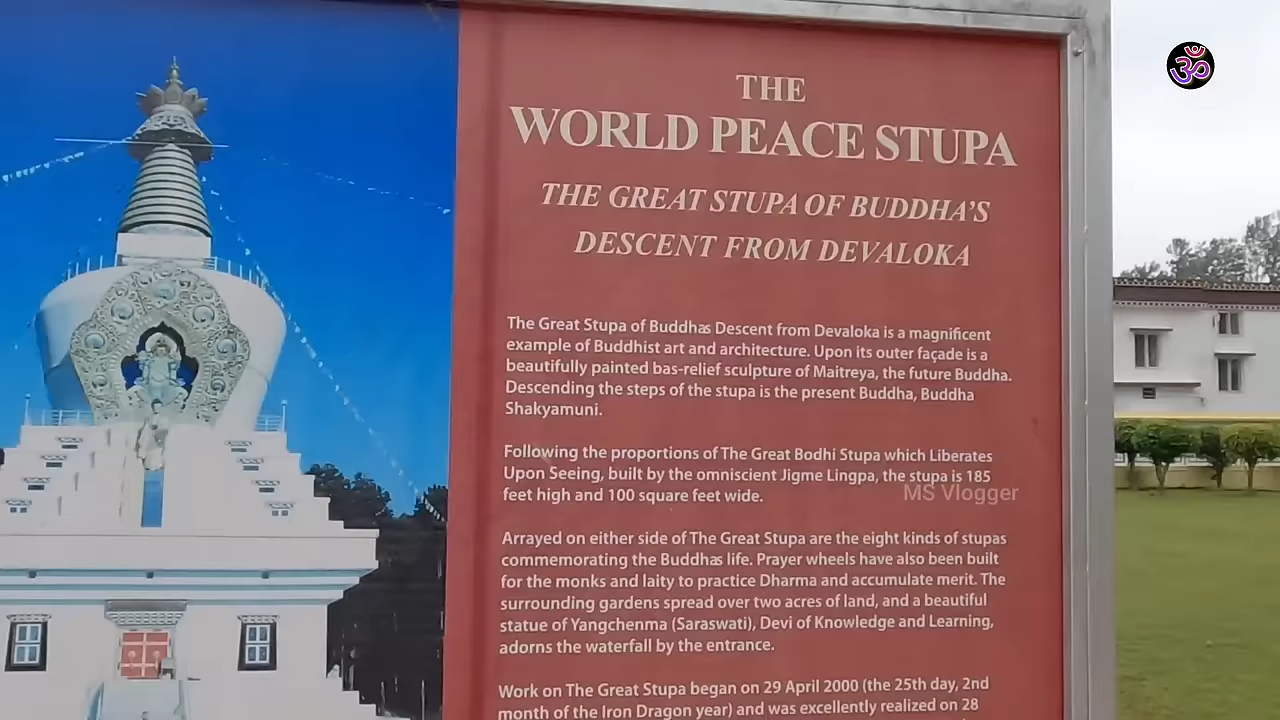 THE
WORLD PEACE STUPA
THE GREAT STUPA OF BUDDHA'S
DESCENT FROM DEVALOKA
The Great Stupa of Buddhas Descent from Devaloka is a magnificent
example of Buddhist art and architecture. Upon its outer façade is a
beautifully painted bas-relief sculpture of Maitreya, the future Buddha.
Descending the steps of the stupa is the present Buddha, Buddha
Shakyamuni.
Following the proportions of The Great Bodhi Stupa which Liberates
Upon Seeing, built by the omniscient Jigme Lingpa, the stupa is 185
feet high and 100 square feet wide.
MS Vlogger
Arrayed on either side of The Great Stupa are the eight kinds of stupas
commemorating the Buddhas life. Prayer wheels have also been built
for the monks and laity to practice Dharma and accumulate merit. The
surrounding gardens spread over two acres of land, and a beautiful
statue of Yangchenma (Saraswati), Devi of Knowledge and Learning,
adorns the waterfall by the entrance.
Work on The Great Stupa began on 29 April 2000 (the 25th day, 2nd
month of the Iron Dragon year) and was excellently realized on 28
ॐ